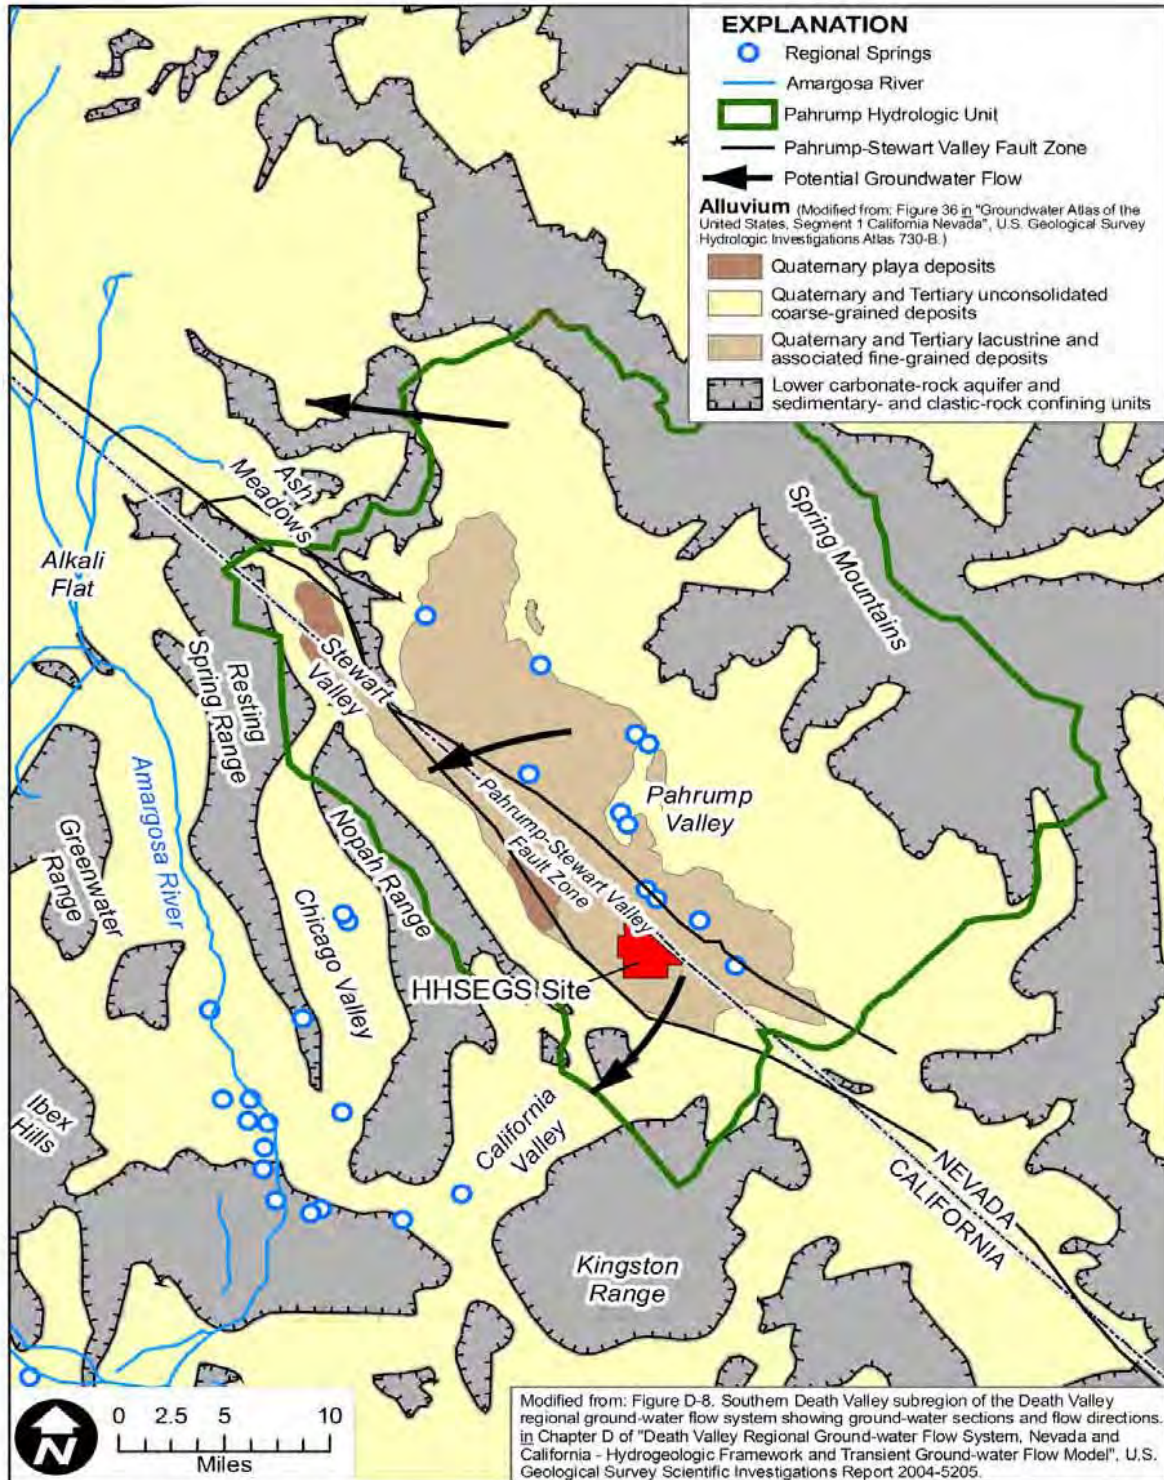 EXPLANATION
Regional Springs
Amargosa River
Pahrump Hydrologic Unit
Pahrump-Stewart Valley Fault Zone
Potential Groundwater Flow
Alluvium (Modified from: Figure 36 in "Groundwater Atlas of the
United States, Segment 1 California Nevada", U.S. Geological Survey
Hydrologic Investigations Atlas 730-B.)
Quaternary playa deposits
Quaternary and Tertiary unconsolidated
coarse-grained deposits
Quaternary and Tertiary lacustrine and
associated fine-grained deposits
Lower carbonate-rock aquifer and
sedimentary- and clastic-rock confining units
Ash
Meadows
Spring Mountains
Alkali
Flat
Stewart
Valley
Resting
Spring Range
Amargosa River
Greenwater
Range
Nopah Range
Chicago Valley
Pahrump-Stewart Valley
Fault Zone
Pahrump
Valley
HHSEGS Site
Ibex
Hills
California
Valley
NEVADA
CALIFORNIA
Kingston
Range
N
0 2.5 5 10
Miles
Modified from: Figure D-8. Southern Death Valley subregion of the Death Valley
regional ground-water flow system showing ground-water sections and flow directions.
in Chapter D of "Death Valley Regional Ground-water Flow System, Nevada and
California - Hydrogeologic Framework and Transient Ground-water Flow Model", U.S.
Geological Survey Scientific Investigations Report 2004-5205.